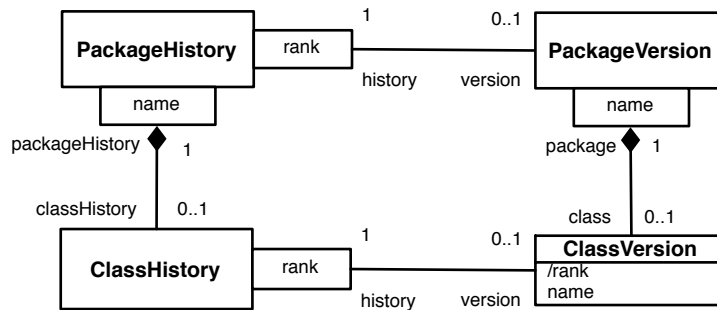 1 0..1
PackageHistory rank PackageVersion
history version
name name
packageHistory 1 package 1
classHistory 0..1 class 0..1
1 0..1
ClassHistory rank ClassVersion
/rank
name
history version